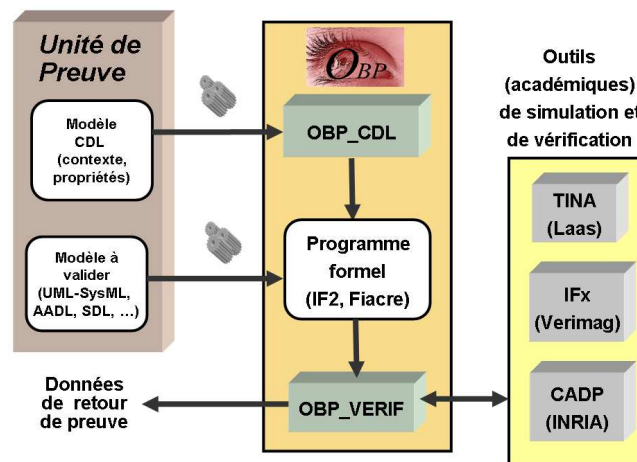 Unité de
Preuve
Modèle
CDL
(contexte,
propriétés)
Modèle à
valider
(UML-SysML,
AADL, SDL, ...)
Données
de retour
de preuve
OBP
OBP_CDL
Programme
formel
(IF2, Fiacre)
OBP_VERIF
Outils
(académiques)
de simulation et
de vérification
TINA
(Laas)
IFx
(Verimag)
CADP
(INRIA)